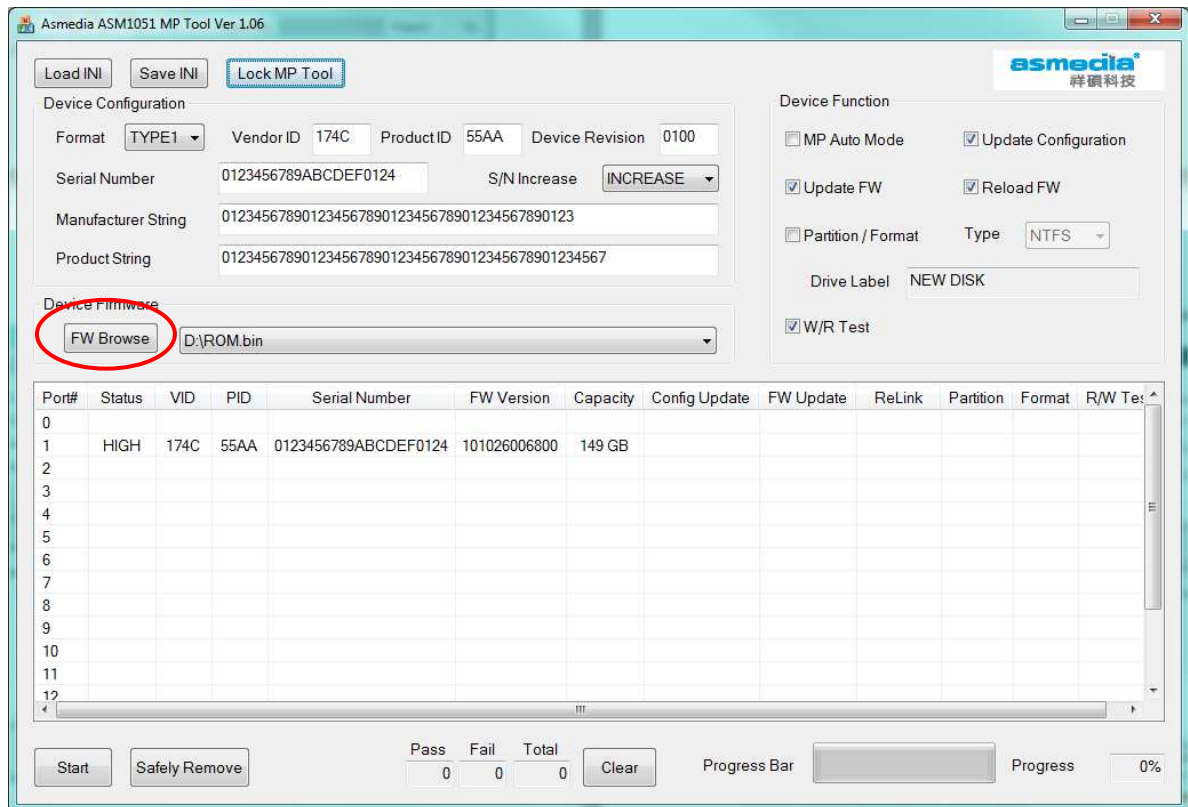 Asmedia ASM1051 MP Tool Ver 1.06
Load INI Save INI Lock MP Tool
asmedia®
祥碩科技
Device Configuration
Format TYPE1 Vendor ID 174C Product ID 55AA Device Revision 0100
Serial Number 0123456789ABCDEF0124 S/N Increase INCREASE
Manufacturer String 01234567890123456789012345678901234567890123
Product String 012345678901234567890123456789012345678901234567
Device Function
MP Auto Mode Update Configuration
Update FW Reload FW
Partition / Format Type NTFS
Drive Label NEW DISK
W/R Test
Device Firmware
FW Browse D:\ROM.bin
Port# Status VID PID Serial Number FW Version Capacity Config Update FW Update ReLink Partition Format R/W Tes
0
1 HIGH 174C 55AA 0123456789ABCDEF0124 101026006800 149 GB
2
3
4
5
6
7
8
9
10
11
12
Start Safely Remove Pass Fail Total Clear Progress Bar Progress 0%
0 0 0